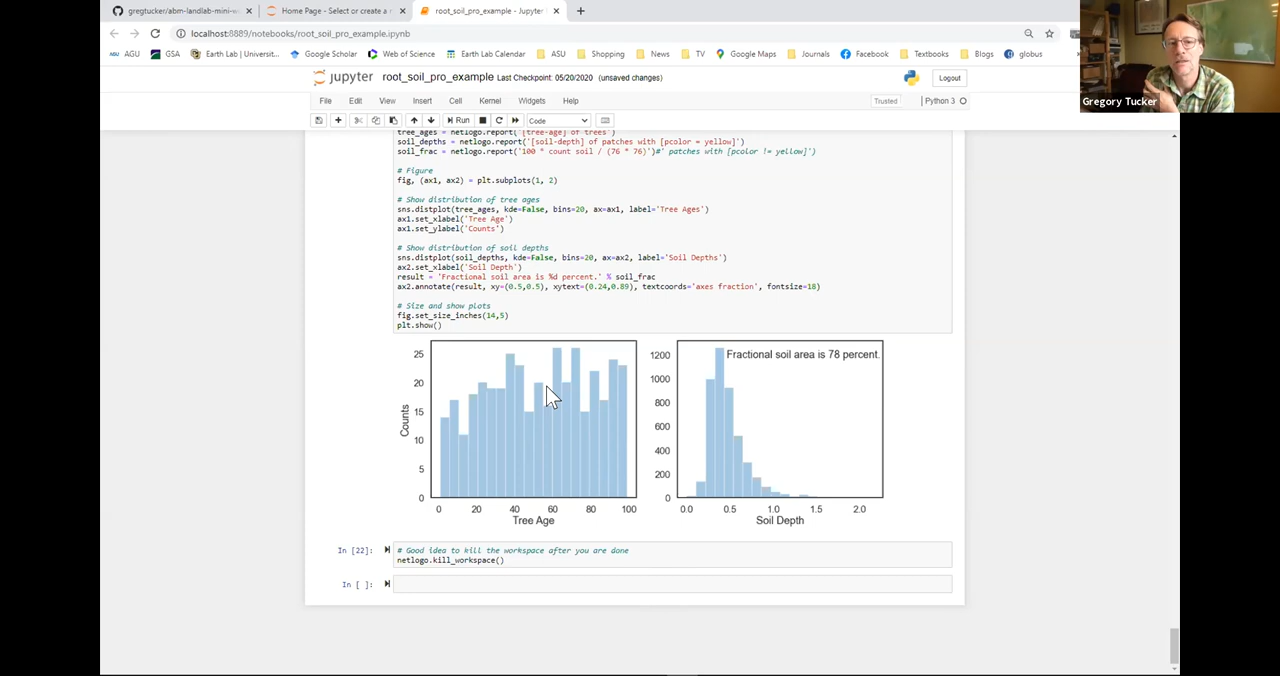 gregtucker/abm-landlab-mini-w
Home Page - Select or create a n
root_soil_pro_example - Jupyter
localhost:8889/notebooks/root_soil_pro_example.ipynb
AGU
GSA
Earth Lab | Universit...
Google Scholar
Web of Science
Earth Lab Calendar
ASU
Shopping
News
TV
Google Maps
Journals
Facebook
Textbooks
Blogs
globus
Gregory Tucker
jupyter root_soil_pro_example Last Checkpoint: 05/20/2020 (unsaved changes)
Logout
File Edit View Insert Cell Kernel Widgets Help
Trusted
Python 3
Run
Code
tree_ages = netlogo.report('[tree-age] of trees')
soil_depths = netlogo.report('[soil-depth] of patches with [pcolor = yellow]')
soil_frac = netlogo.report('100 * count soil / (76 * 76)')#' patches with [pcolor != yellow]')
# Figure
fig, (ax1, ax2) = plt.subplots(1, 2)
# Show distribution of tree ages
sns.distplot(tree_ages, kde=False, bins=20, ax=ax1, label='Tree Ages')
ax1.set_xlabel('Tree Age')
ax1.set_ylabel('Counts')
# Show distribution of soil depths
sns.distplot(soil_depths, kde=False, bins=20, ax=ax2, label='Soil Depths')
ax2.set_xlabel('Soil Depth')
result = 'Fractional soil area is %d percent.' % soil_frac
ax2.annotate(result, xy=(0.5,0.5), xytext=(0.24,0.89), textcoords='axes fraction', fontsize=18)
# Size and show plots
fig.set_size_inches(14,5)
plt.show()
25
20
15
10
5
0
Counts
0 20 40 60 80 100
Tree Age
Fractional soil area is 78 percent.
1200
1000
800
600
400
200
0
0.0 0.5 1.0 1.5 2.0
Soil Depth
In [22]:
# Good idea to kill the workspace after you are done
netlogo.kill_workspace()
In [ ]: